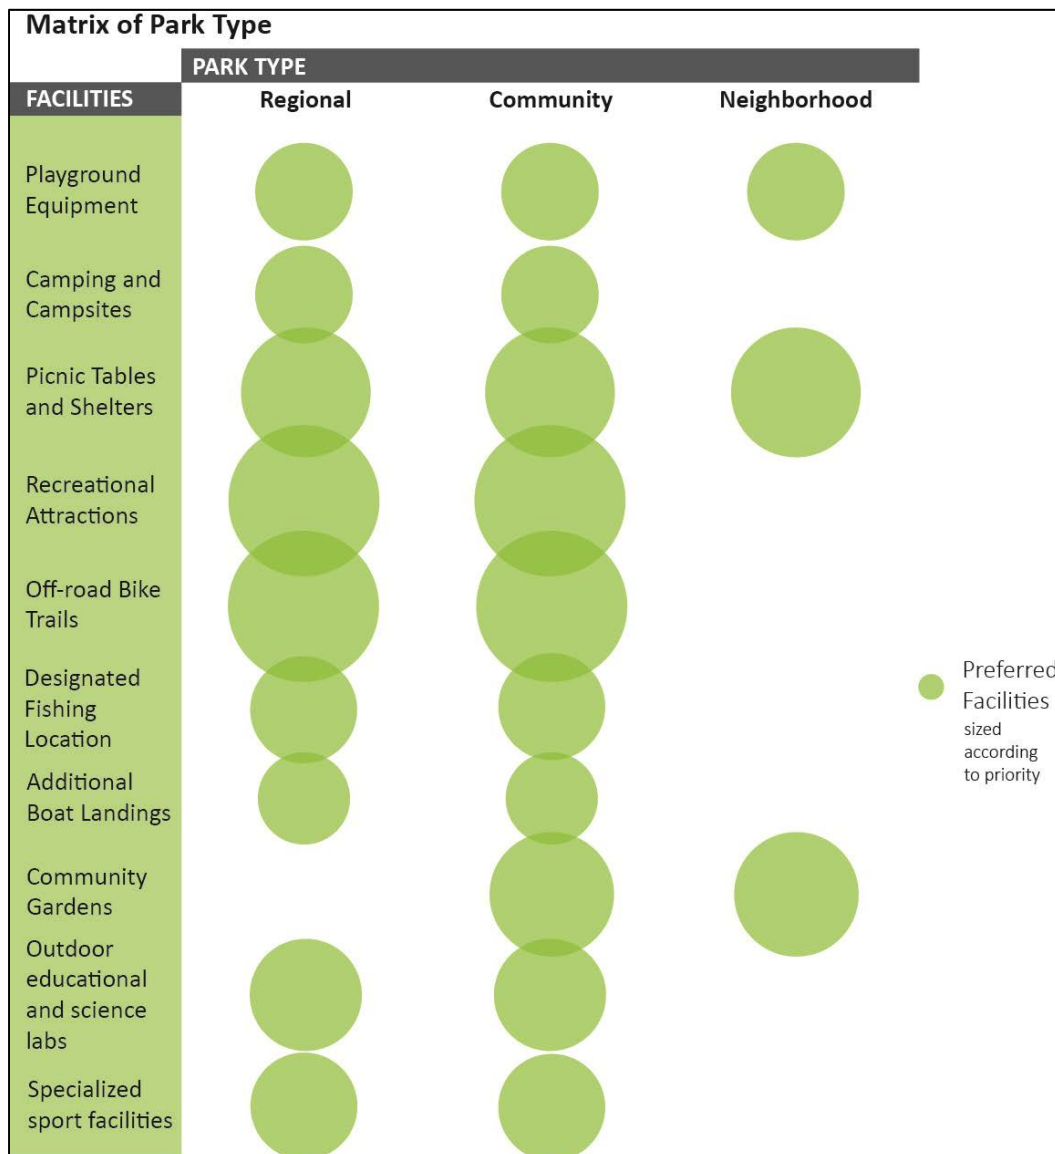 Matrix of Park Type
PARK TYPE
FACILITIES
Regional
Community
Neighborhood
Playground
Equipment
Camping and
Campsites
Picnic Tables
and Shelters
Recreational
Attractions
Off-road Bike
Trails
Designated
Fishing
Location
Additional
Boat Landings
Community
Gardens
Outdoor
educational
and science
labs
Specialized
sport facilities
Preferred
Facilities
sized
according
to priority